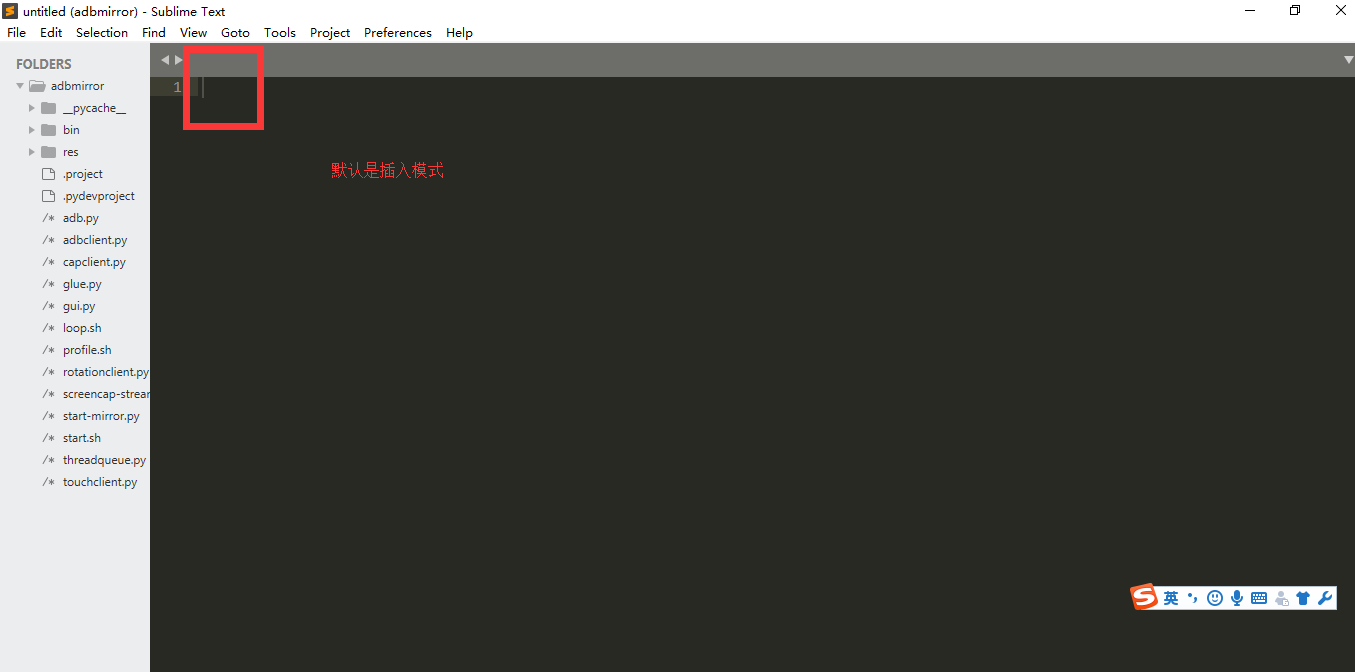 untitled (adbmirror) - Sublime Text
File Edit Selection Find View Goto Tools Project Preferences Help
FOLDERS
adbmirror
__pycache__
bin
res
.project
.pydevproject
/* adb.py
/* adbclient.py
/* capclient.py
/* glue.py
/* gui.py
/* loop.sh
/* profile.sh
/* rotationclient.py
/* screencap-strear
/* start-mirror.py
/* start.sh
/* threadqueue.py
/* touchclient.py
1
默认是插入模式
S 英